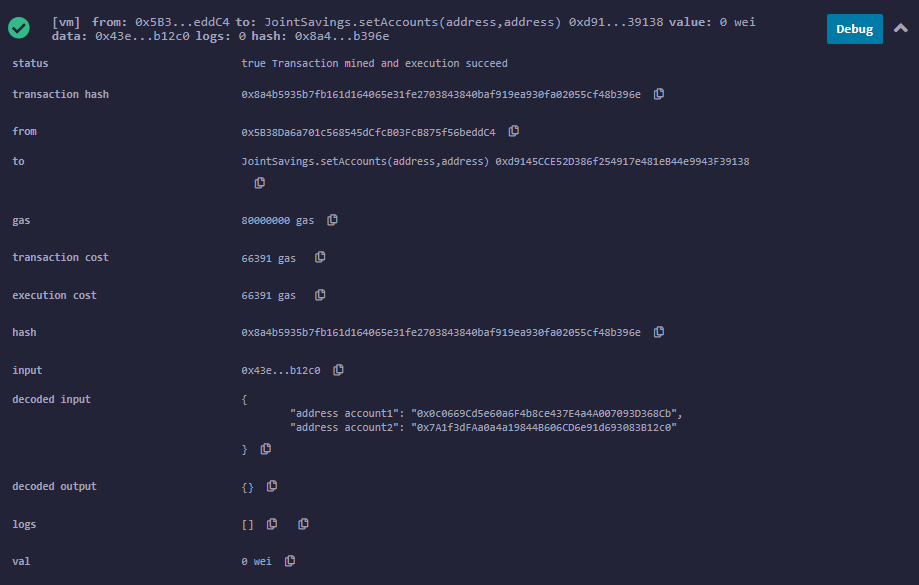 [vm] from: 0x5B3...eddC4 to: JointSavings.setAccounts(address,address) 0xd91...39138 value: 0 wei
data: 0x43e...b12c0 logs: 0 hash: 0x8a4...b396e
Debug
status true Transaction mined and execution succeed
transaction hash 0x8a4b5935b7fb161d164065e31fe2703843840baf919ea930fa02055cf48b396e
from 0x5B38Da6a701c568545dCfcB03FcB875f56beddC4
to JointSavings.setAccounts(address,address) 0xd9145CCE52D386f254917e481eB44e9943F39138
gas 80000000 gas
transaction cost 66391 gas
execution cost 66391 gas
hash 0x8a4b5935b7fb161d164065e31fe2703843840baf919ea930fa02055cf48b396e
input 0x43e...b12c0
decoded input {
"address account1": "0x0c0669Cd5e60a6F4b8ce437E4a4A007093D368Cb",
"address account2": "0x7A1f3dFAa0a4a19844B606CD6e91d693083B12c0"
}
decoded output {}
logs []
val 0 wei